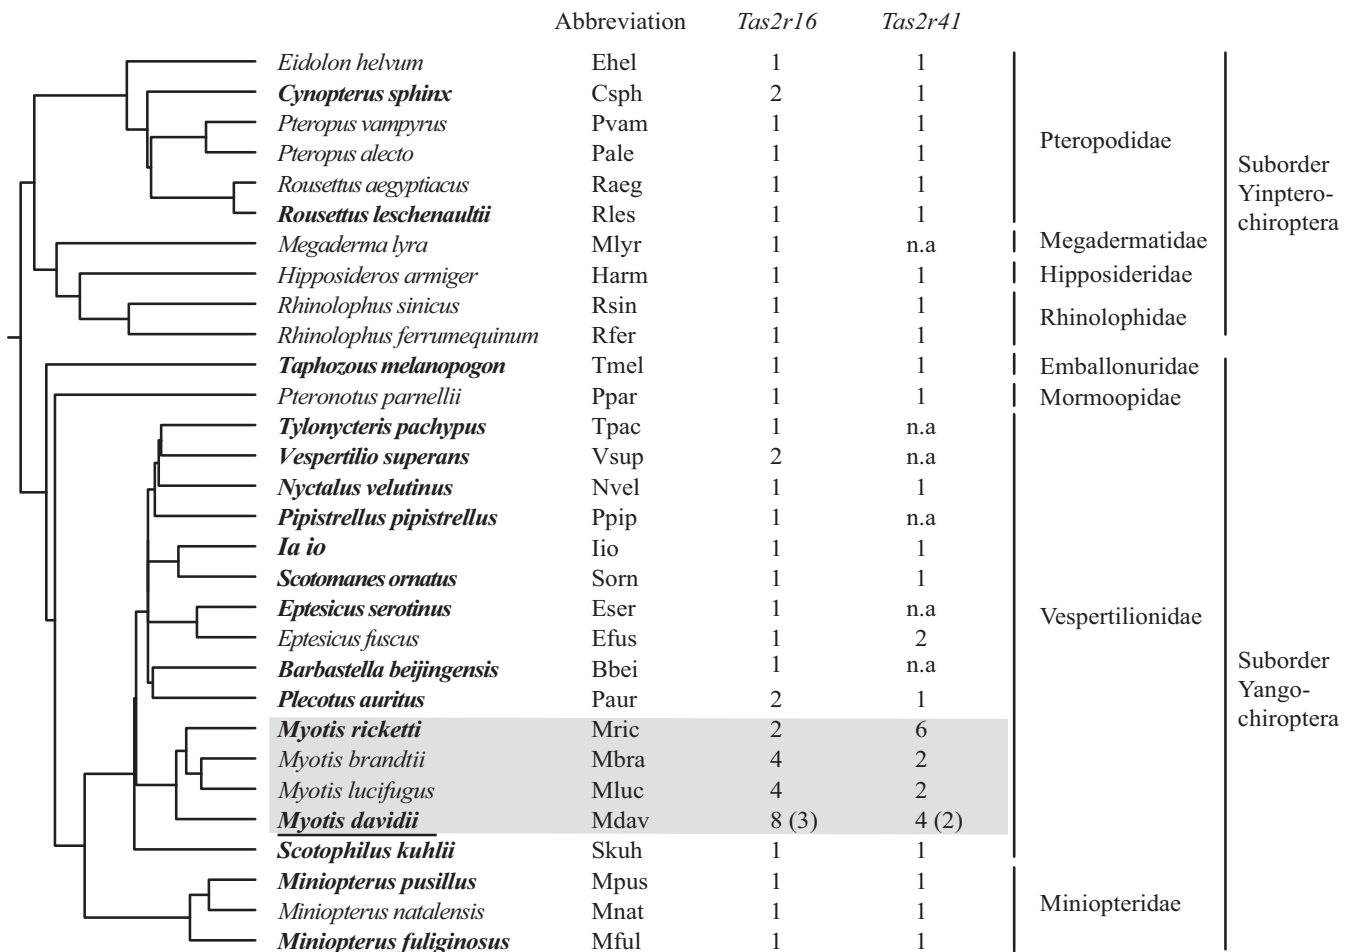 Abbreviation Tas2r16 Tas2r41
Eidolon helvum Ehel 1 1
Cynopterus sphinx Csph 2 1
Pteropus vampyrus Pvam 1 1
Pteropus alecto Pale 1 1
Pteropodidae
Rousettus aegyptiacus Raeg 1 1
Rousettus leschenaultii Rles 1 1
Suborder
Yinptero-
chiroptera
Megaderma lyra Mlyr 1 n.a Megadermatidae
Hipposideros armiger Harm 1 1 Hipposideridae
Rhinolophus sinicus Rsin 1 1
Rhinolophidae
Rhinolophus ferrumequinum Rfer 1 1
Taphozous melanopogon Tmel 1 1 Emballonuridae
Pteronotus parnellii Ppar 1 1 Mormoopidae
Tylonycteris pachypus Tpac 1 n.a
Vespertilio superans Vsup 2 n.a
Nyctalus velutinus Nvel 1 1
Pipistrellus pipistrellus Ppip 1 n.a
Ia io Iio 1 1
Scotomanes ornatus Sorn 1 1
Eptesicus serotinus Eser 1 n.a
Vespertilionidae
Eptesicus fuscus Efus 1 2
Barbastella beijingensis Bbei 1 n.a
Plecotus auritus Paur 2 1
Suborder
Yango-
chiroptera
Myotis ricketti Mric 2 6
Myotis brandtii Mbra 4 2
Myotis lucifugus Mluc 4 2
Myotis davidii Mdav 8 (3) 4 (2)
Scotophilus kuhlii Skuh 1 1
Miniopterus pusillus Mpus 1 1
Miniopteridae
Miniopterus natalensis Mnat 1 1
Miniopterus fuliginosus Mful 1 1